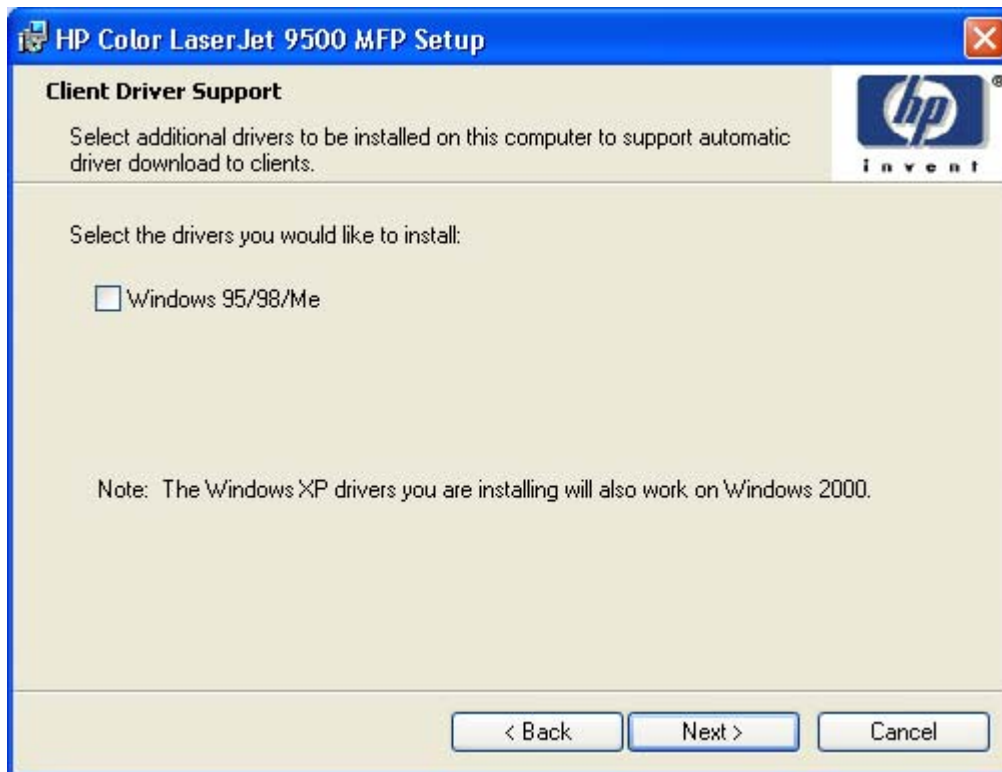 HP Color LaserJet 9500 MFP Setup
Client Driver Support
Select additional drivers to be installed on this computer to support automatic
driver download to clients.
hp
®
invent
Select the drivers you would like to install:
Windows 95/98/Me
Note: The Windows XP drivers you are installing will also work on Windows 2000.
< Back
Next >
Cancel